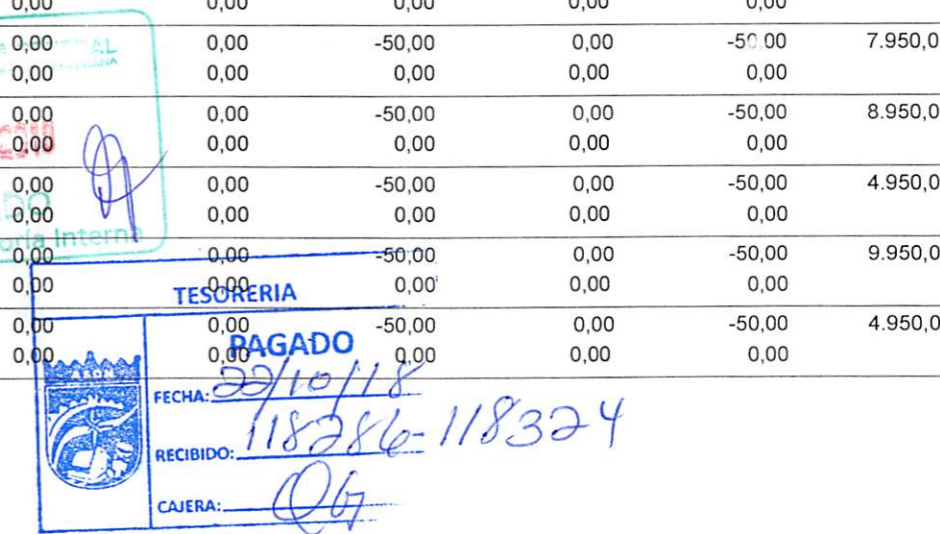 0,00 0,00 0,00 0,00 0,00
0,00 0,00 -50,00 0,00 -50,00 7.950,0
0,00 0,00 0,00 0,00 0,00
0,00 0,00 -50,00 0,00 -50,00 8.950,0
0,00 0,00 0,00 0,00 0,00
0,00 0,00 -50,00 0,00 -50,00 4.950,0
0,00 0,00 0,00 0,00 0,00
Interna
0,00 0,00 -50,00 0,00 -50,00 9.950,0
0,00 0,00 0,00 0,00 0,00
TESORERIA
0,00 0,00 -50,00 0,00 -50,00 4.950,0
0,00 0,00 0,00 0,00 0,00
PAGADO
FECHA: 22/10/18
RECIBIDO: 118286-118324
CAJERA: